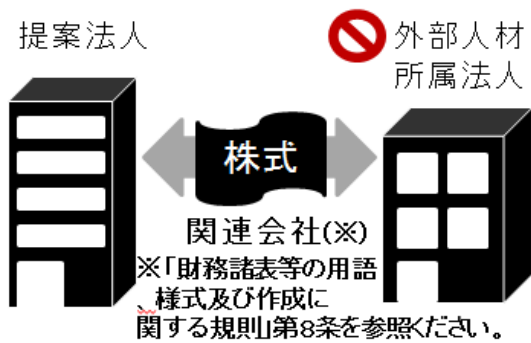 提案法人
外部人材
所属法人
株式
関連会社(※)
※「財務諸表等の用語
、様式及び作成に
関する規則」第8条を参照ください。